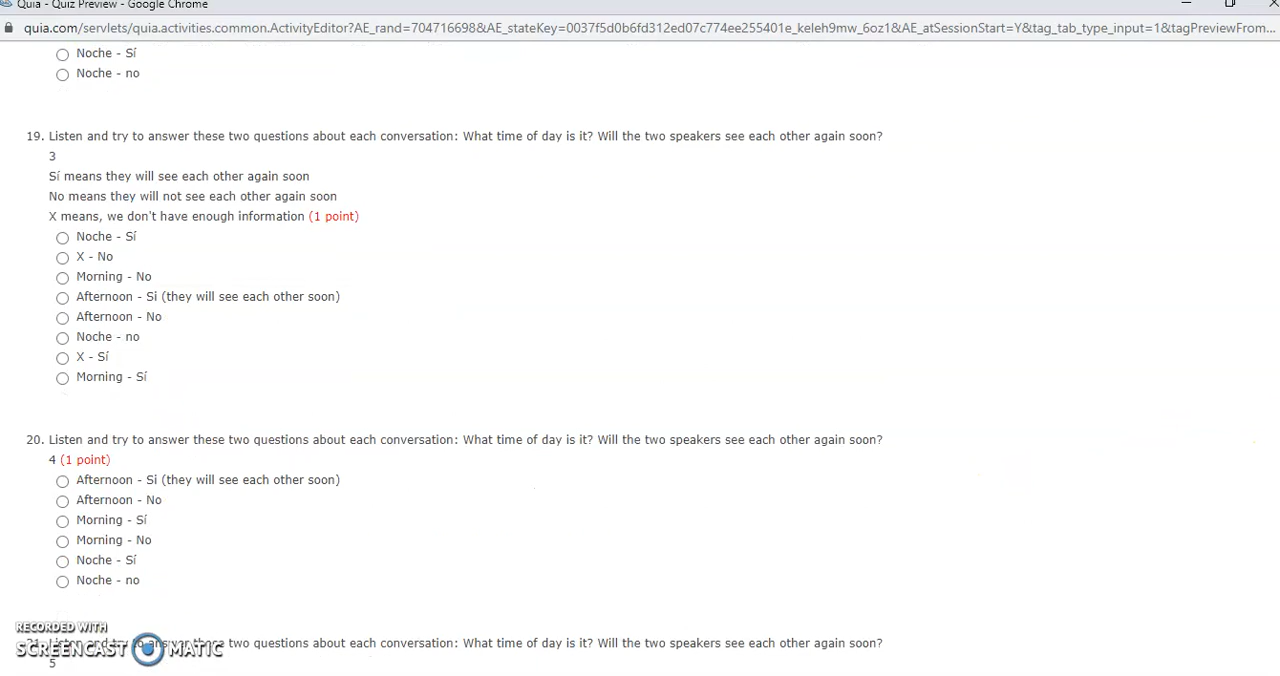 Quia - Quiz Preview - Google Chrome
quia.com/servlets/quia.activities.common.ActivityEditor?AE_rand=704716698&AE_stateKey=0037f5d0b6fd312ed07c774ee255401e_keleh9mw_6oz1&AE_atSessionStart=Y&tag_tab_type_input=1&tagPreviewFrom...
Noche - Sí
Noche - no
19. Listen and try to answer these two questions about each conversation: What time of day is it? Will the two speakers see each other again soon?
3
Sí means they will see each other again soon
No means they will not see each other again soon
X means, we don't have enough information (1 point)
Noche - Sí
X - No
Morning - No
Afternoon - Si (they will see each other soon)
Afternoon - No
Noche - no
X - Sí
Morning - Sí
20. Listen and try to answer these two questions about each conversation: What time of day is it? Will the two speakers see each other again soon?
4 (1 point)
Afternoon - Si (they will see each other soon)
Afternoon - No
Morning - Sí
Morning - No
Noche - Sí
Noche - no
RECORDED WITH
21. Listen and try to answer these two questions about each conversation: What time of day is it? Will the two speakers see each other again soon?
SCREENCAST MATIC
5